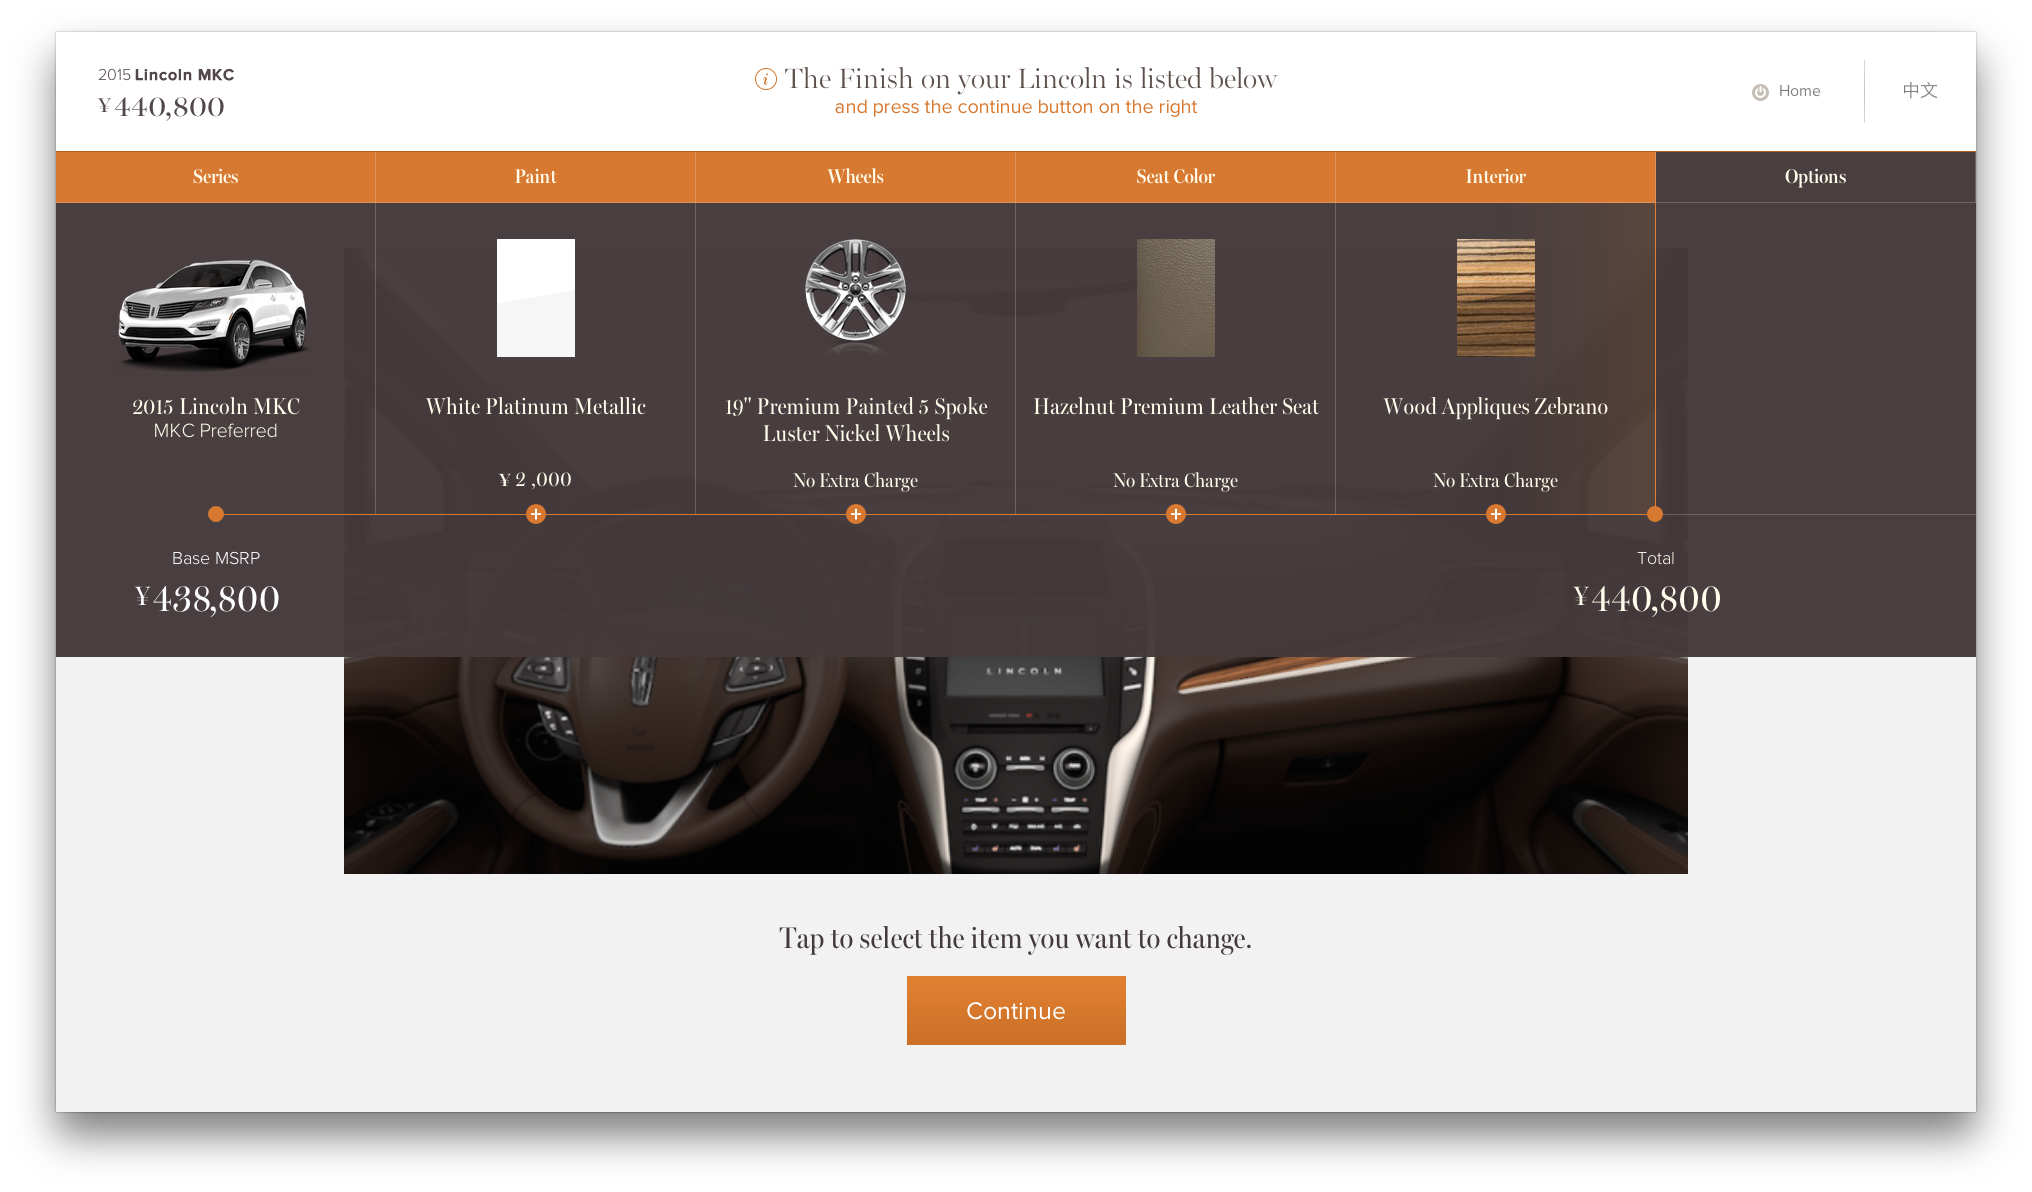 2015 Lincoln MKC
¥440,800
The Finish on your Lincoln is listed below
and press the continue button on the right
Home
中文
Series
Paint
Wheels
Seat Color
Interior
Options
2015 Lincoln MKC
MKC Preferred
White Platinum Metallic
¥ 2 ,000
19" Premium Painted 5 Spoke
Luster Nickel Wheels
No Extra Charge
Hazelnut Premium Leather Seat
No Extra Charge
Wood Appliques Zebrano
No Extra Charge
Base MSRP
¥438,800
Total
¥440,800
LINCOLN
Tap to select the item you want to change.
Continue